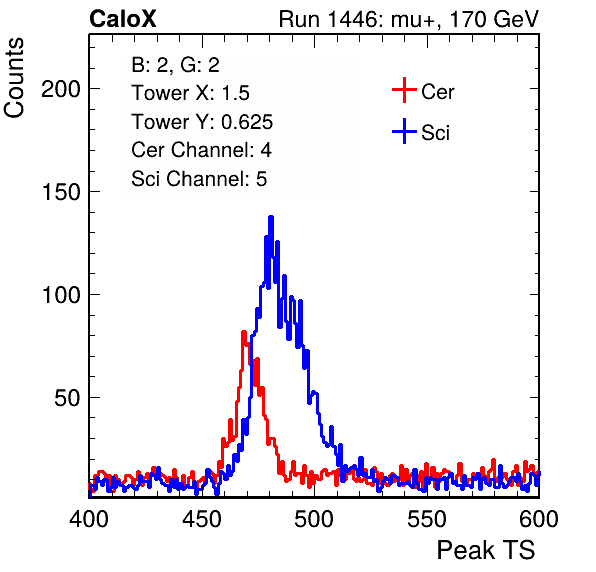 CaloX Run 1446: mu+, 170 GeV
Counts
B: 2, G: 2
Tower X: 1.5
Tower Y: 0.625
Cer Channel: 4
Sci Channel: 5
Cer
Sci
200
150
100
50
400 450 500 550 600
Peak TS